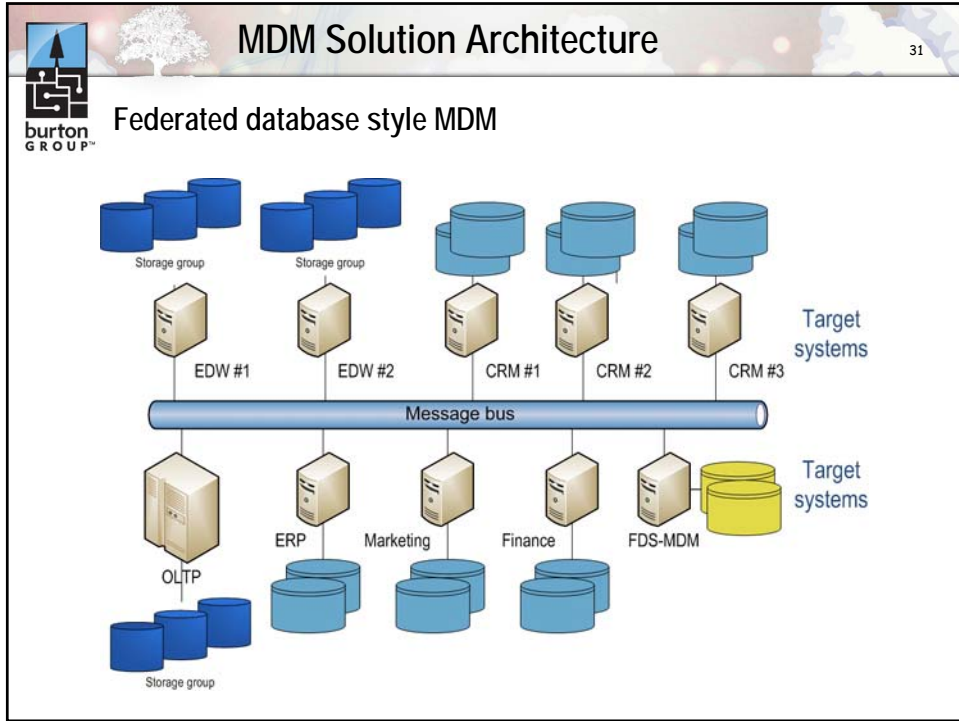 MDM Solution Architecture
31
burton
GROUP™
Federated database style MDM
Storage group
Storage group
Target
systems
EDW #1
EDW #2
CRM #1
CRM #2
CRM #3
Message bus
Target
systems
ERP
Marketing
Finance
FDS-MDM
OLTP
Storage group